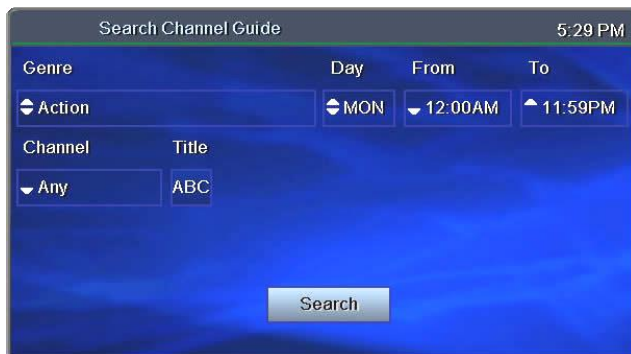 Search Channel Guide 5:29 PM
Genre Day From To
Action MON 12:00AM 11:59PM
Channel Title
Any ABC
Search